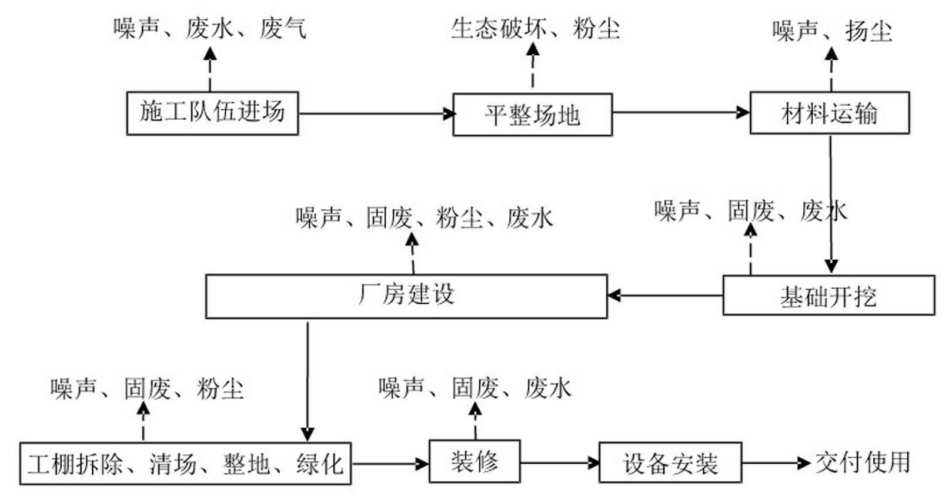 噪声、废水、废气
生态破坏、粉尘
噪声、扬尘
施工队伍进场
平整场地
材料运输
噪声、固废、粉尘、废水
噪声、固废、废水
厂房建设
基础开挖
噪声、固废、粉尘
噪声、固废、废水
工棚拆除、清场、整地、绿化
装修
设备安装
交付使用